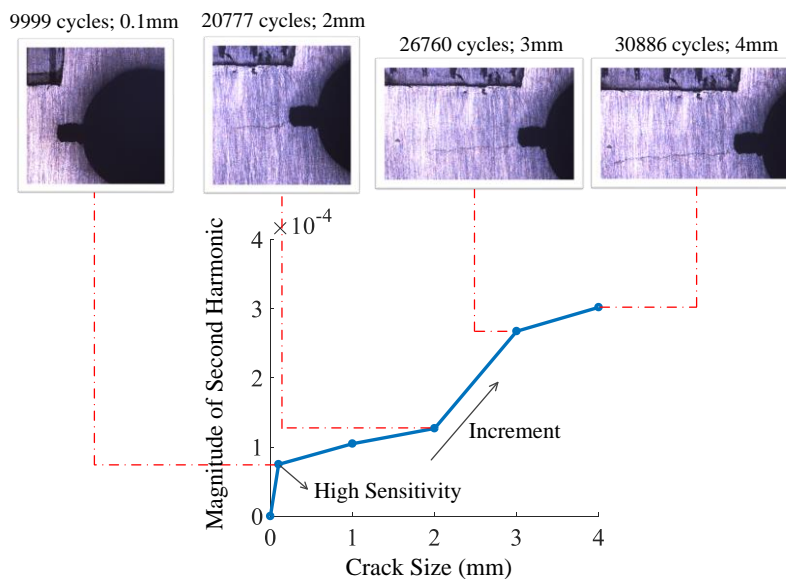 9999 cycles; 0.1mm
20777 cycles; 2mm
26760 cycles; 3mm
30886 cycles; 4mm
×10⁻⁴
4
3
2
1
0
Magnitude of Second Harmonic
Increment
High Sensitivity
0 1 2 3 4
Crack Size (mm)